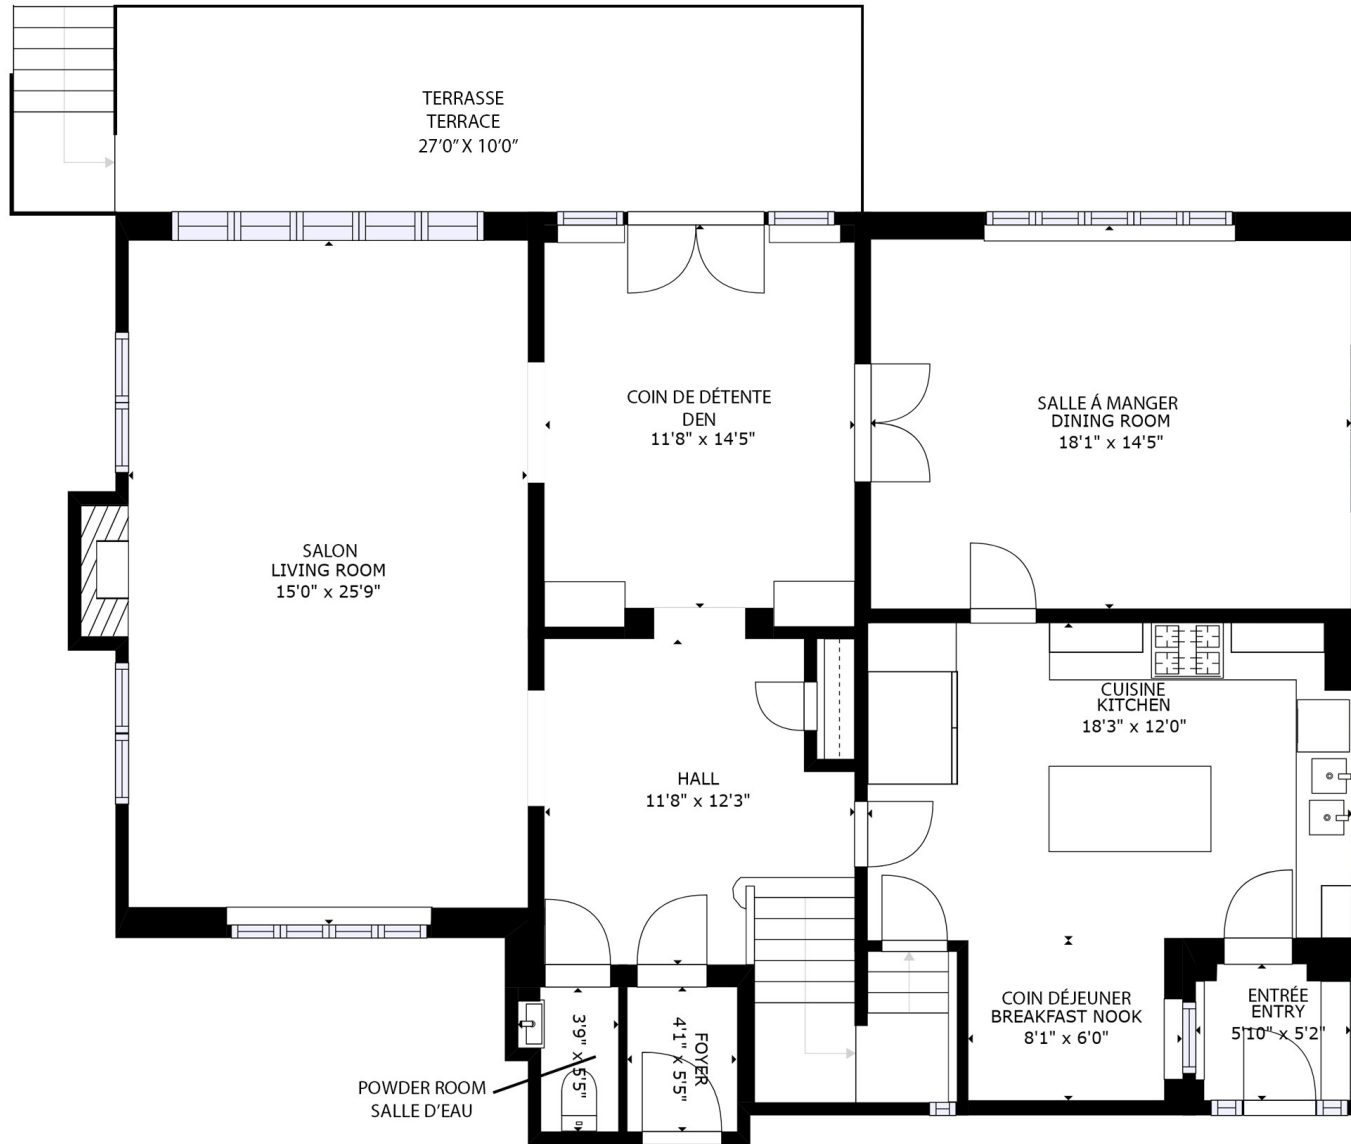 TERRASSE
TERRACE
27'0" X 10'0"
COIN DE DÉTENTE
DEN
11'8" x 14'5"
SALLE Á MANGER
DINING ROOM
18'1" x 14'5"
SALON
LIVING ROOM
15'0" x 25'9"
CUISINE
KITCHEN
18'3" x 12'0"
HALL
11'8" x 12'3"
COIN DÉJEUNER
BREAKFAST NOOK
8'1" x 6'0"
ENTRÉE
ENTRY
5'10" x 5'2"
3'9" x 5'5"
FOYER
4'1" x 5'5"
POWDER ROOM
SALLE D'EAU